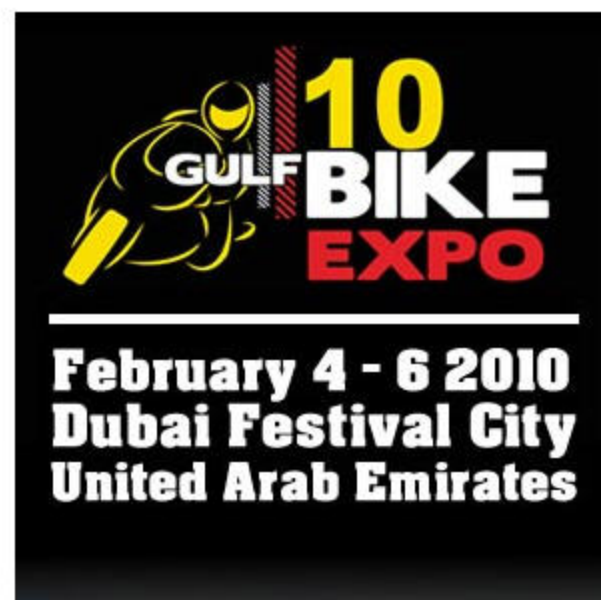 10
GULF BIKE
EXPO
February 4 - 6 2010
Dubai Festival City
United Arab Emirates